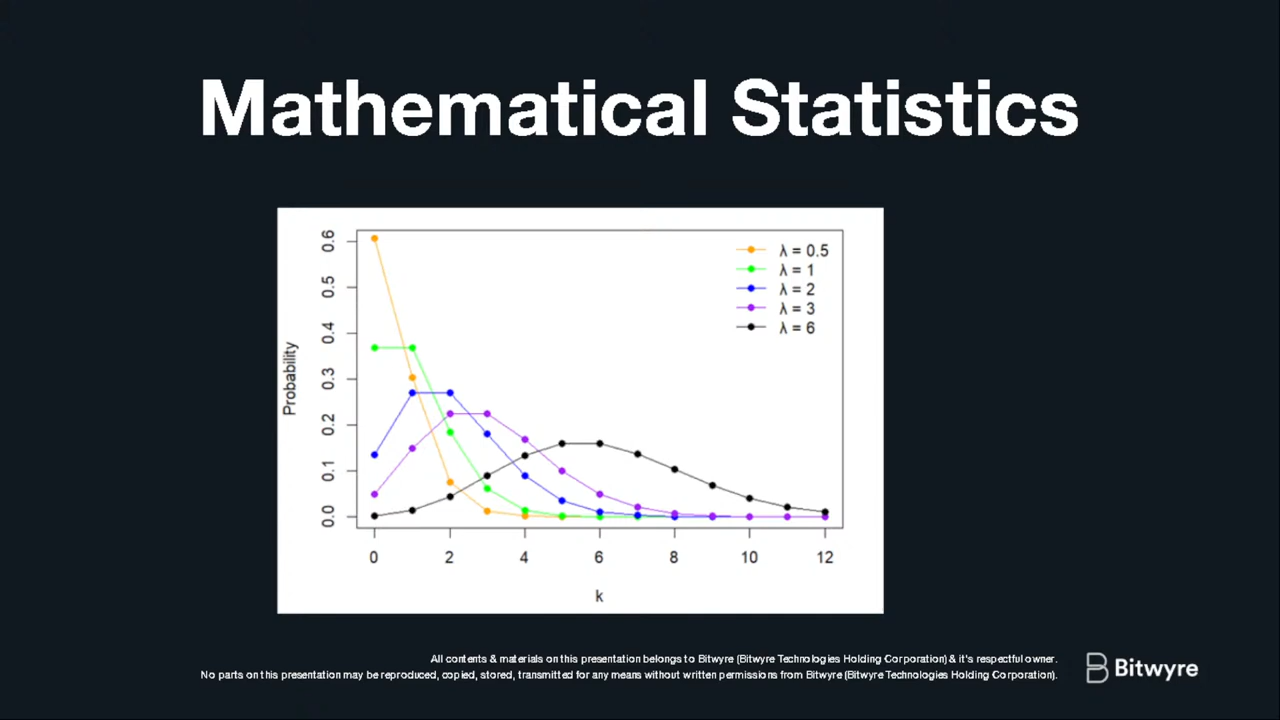 Mathematical Statistics
λ = 0.5
λ = 1
λ = 2
λ = 3
λ = 6
Probability
0.6
0.5
0.4
0.3
0.2
0.1
0.0
0 2 4 6 8 10 12
k
All contents & materials on this presentation belongs to Bitwyre (Bitwyre Technologies Holding Corporation) & it's respectful owner.
No parts on this presentation may be reproduced, copied, stored, transmitted for any means without written permissions from Bitwyre (Bitwyre Technologies Holding Corporation).
Bitwyre